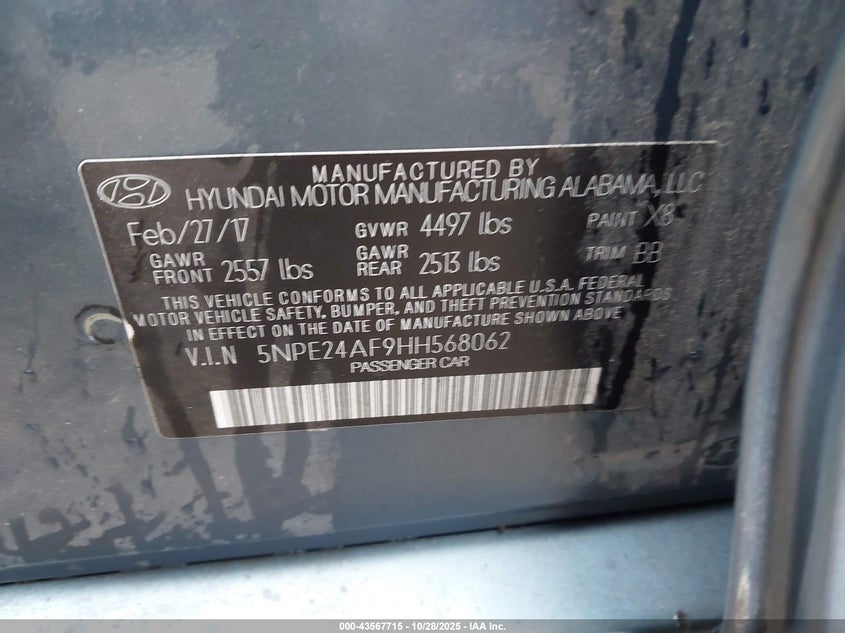 MANUFACTURED BY
HYUNDAI MOTOR MANUFACTURING ALABAMA, LLC
Feb/27/17 GVWR 4497 lbs PAINT X8
GAWR FRONT 2557 lbs GAWR REAR 2513 lbs TRIM BB
THIS VEHICLE CONFORMS TO ALL APPLICABLE U.S.A. FEDERAL
MOTOR VEHICLE SAFETY, BUMPER, AND THEFT PREVENTION STANDARDS
IN EFFECT ON THE DATE OF MANUFACTURE SHOWN ABOVE
V.I.N 5NPE24AF9HH568062
PASSENGER CAR
000-43567715 - 10/28/2025 - IAA Inc.